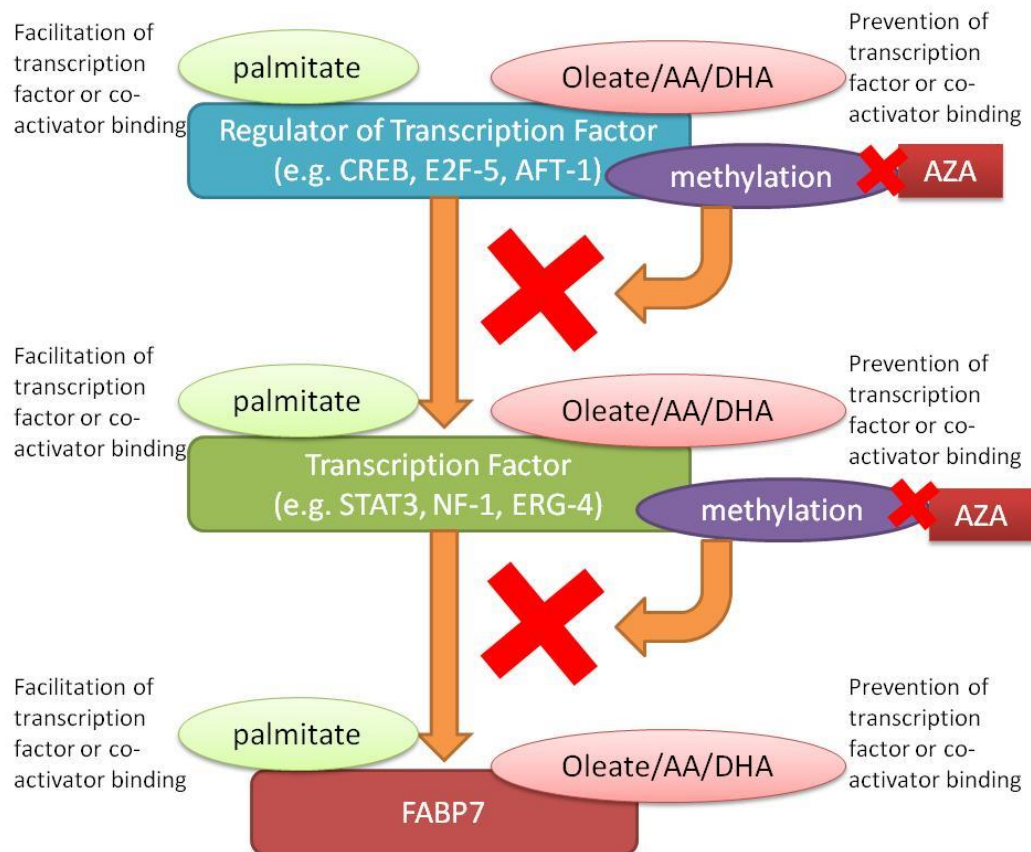 Facilitation of
transcription
factor or co-
activator binding
palmitate
Oleate/AA/DHA
Prevention of
transcription
factor or co-
activator binding
Regulator of Transcription Factor
(e.g. CREB, E2F-5, AFT-1)
methylation
AZA
Facilitation of
transcription
factor or co-
activator binding
palmitate
Oleate/AA/DHA
Prevention of
transcription
factor or co-
activator binding
Transcription Factor
(e.g. STAT3, NF-1, ERG-4)
methylation
AZA
Facilitation of
transcription
factor or co-
activator binding
palmitate
Oleate/AA/DHA
Prevention of
transcription
factor or co-
activator binding
FABP7